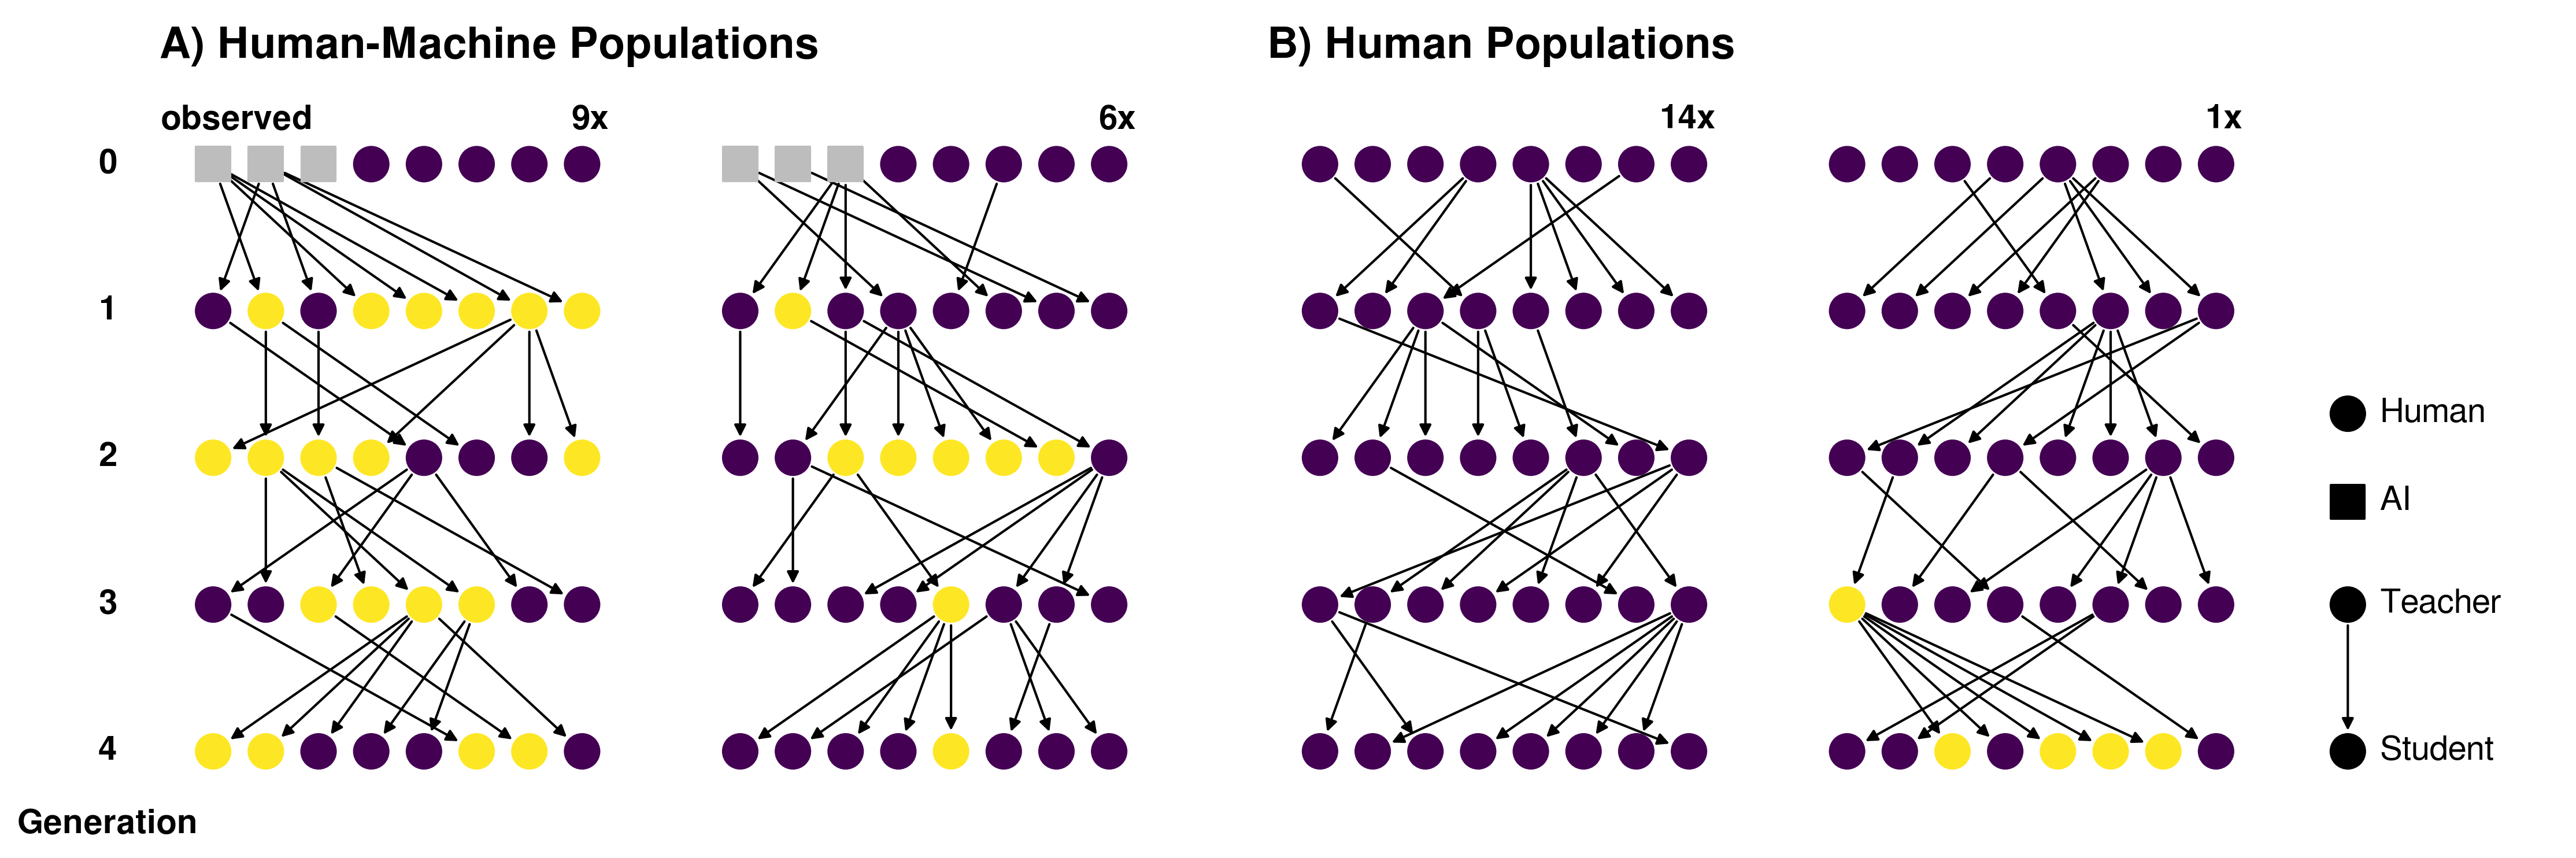 A) Human-Machine Populations
B) Human Populations
observed 9x
6x
14x
1x
0
1
2
3
4
Generation
Human
AI
Teacher
Student